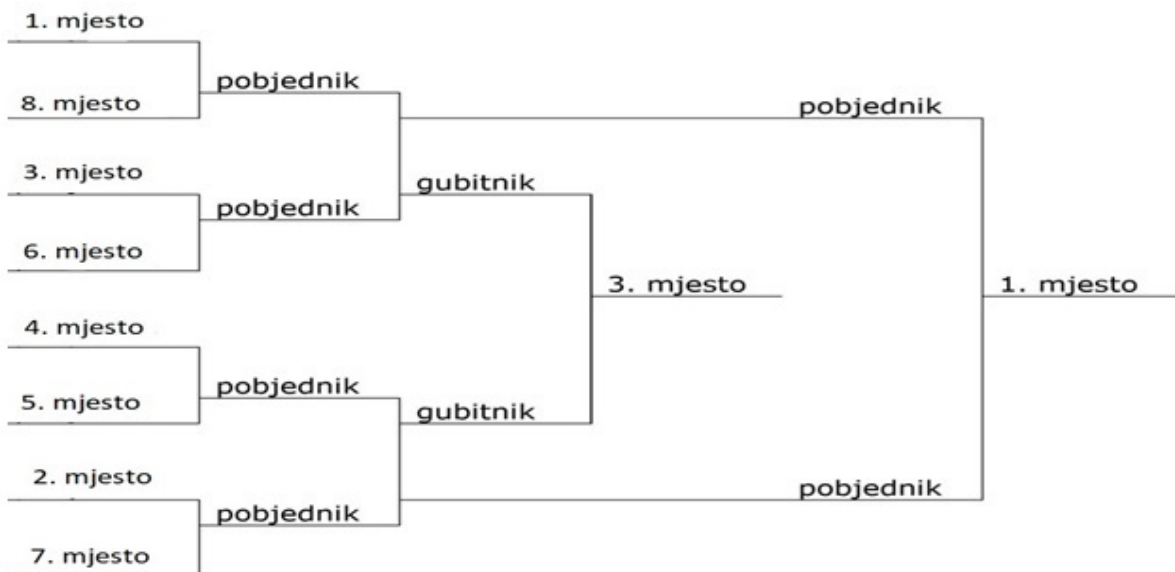 1. mjesto
pobjednik
8. mjesto
pobjednik
3. mjesto
gubitnik
pobjednik
6. mjesto
3. mjesto
1. mjesto
4. mjesto
pobjednik
5. mjesto
gubitnik
2. mjesto
pobjednik
pobjednik
7. mjesto